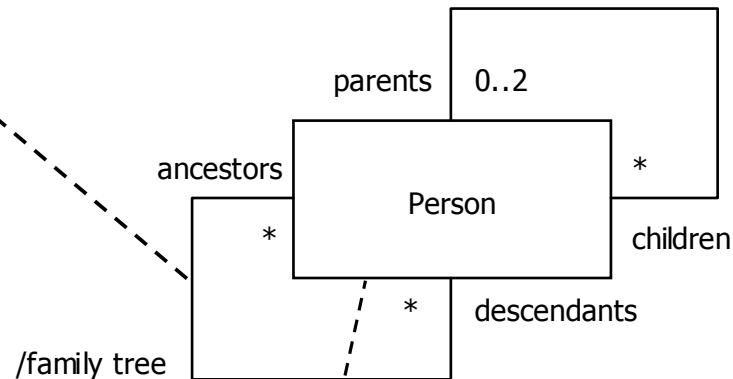 parents 0..2
ancestors *
Person
* children
* descendants
/family tree